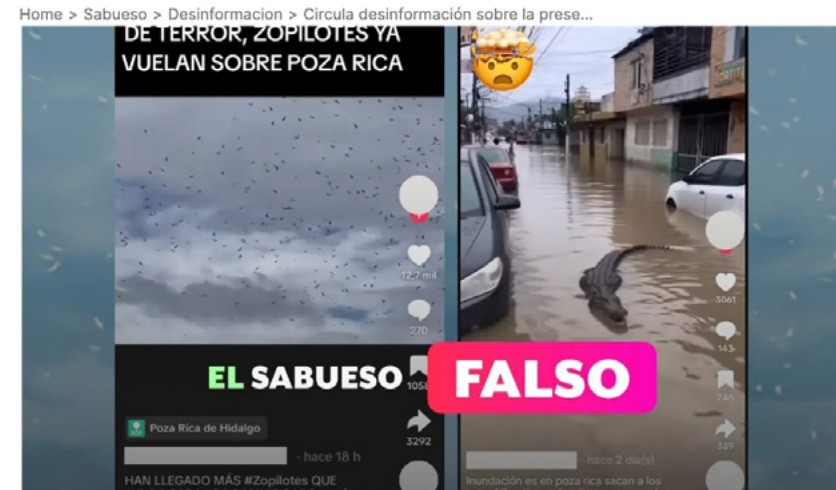 Home > Sabueso > Desinformacion > Circula desinformación sobre la prese...
DE TERROR, ZOPILOTES YA
VUELAN SOBRE POZA RICA
12.7 mil
270
1058
3292
EL SABUESO
FALSO
Poza Rica de Hidalgo
· hace 18 h
HAN LLEGADO MÁS #Zopilotes QUE
3061
143
246
389
· hace 2 día(s)
Inundación es en poza rica sacan a los